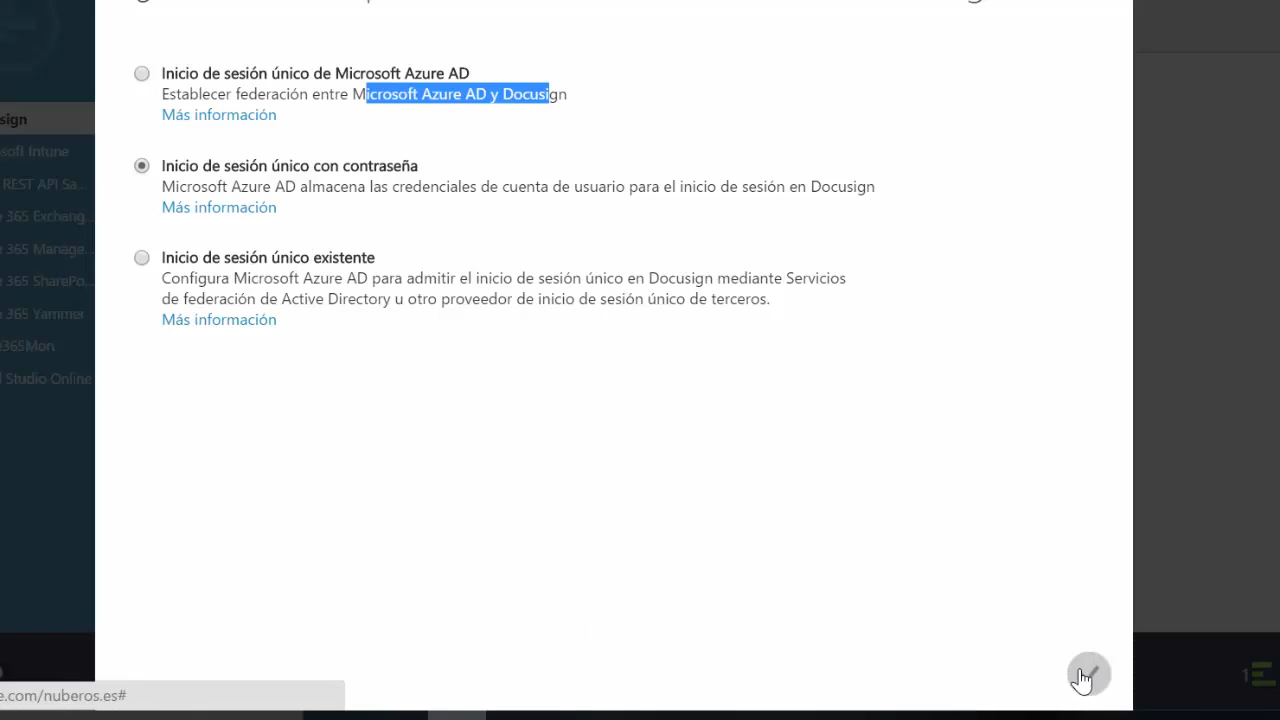 Inicio de sesión único de Microsoft Azure AD
Establecer federación entre Microsoft Azure AD y Docusign
Más información
sign
Inicio de sesión único con contraseña
soft Intune
REST API Sa...
Microsoft Azure AD almacena las credenciales de cuenta de usuario para el inicio de sesión en Docusign
Más información
365 Exchang...
365 Manage...
Inicio de sesión único existente
Configura Microsoft Azure AD para admitir el inicio de sesión único en Docusign mediante Servicios
365 SharePo...
de federación de Active Directory u otro proveedor de inicio de sesión único de terceros.
365 Yammer
Más información
365Mon
Studio Online
e.com/nuberos.es#
1